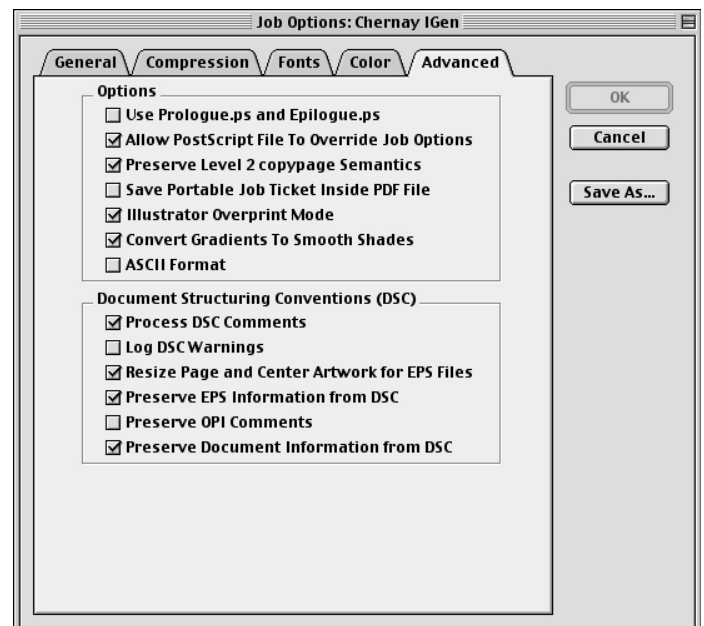 Job Options: Chernay IGen
General Compression Fonts Color Advanced
Options
Use Prologue.ps and Epilogue.ps
Allow PostScript File To Override Job Options
Preserve Level 2 copypage Semantics
Save Portable Job Ticket Inside PDF File
Illustrator Overprint Mode
Convert Gradients To Smooth Shades
ASCII Format
Document Structuring Conventions (DSC)
Process DSC Comments
Log DSC Warnings
Resize Page and Center Artwork for EPS Files
Preserve EPS Information from DSC
Preserve OPI Comments
Preserve Document Information from DSC
OK
Cancel
Save As...